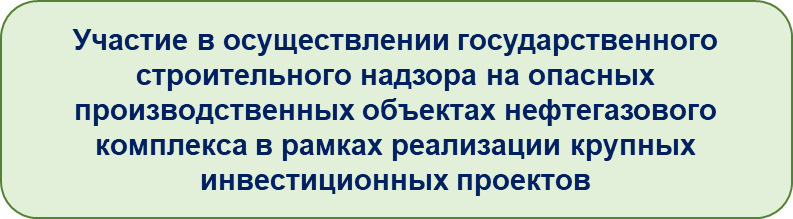 Участие в осуществлении государственного
строительного надзора на опасных
производственных объектах нефтегазового
комплекса в рамках реализации крупных
инвестиционных проектов